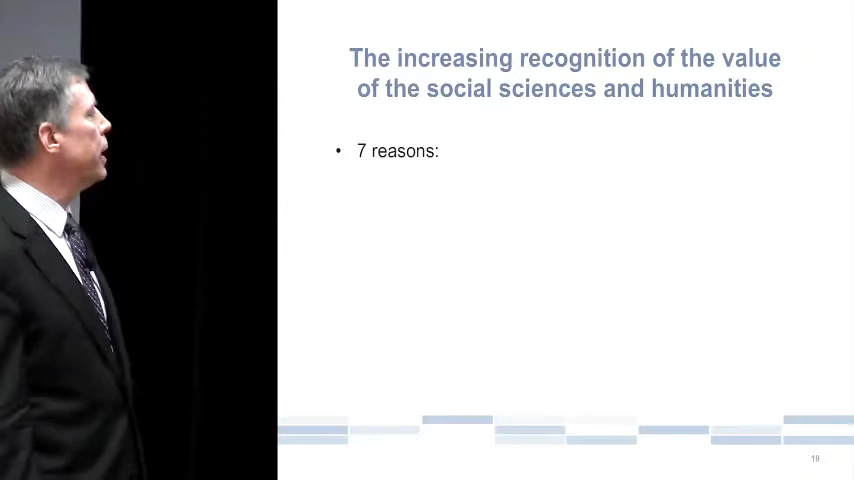 The increasing recognition of the value
of the social sciences and humanities
• 7 reasons:
19